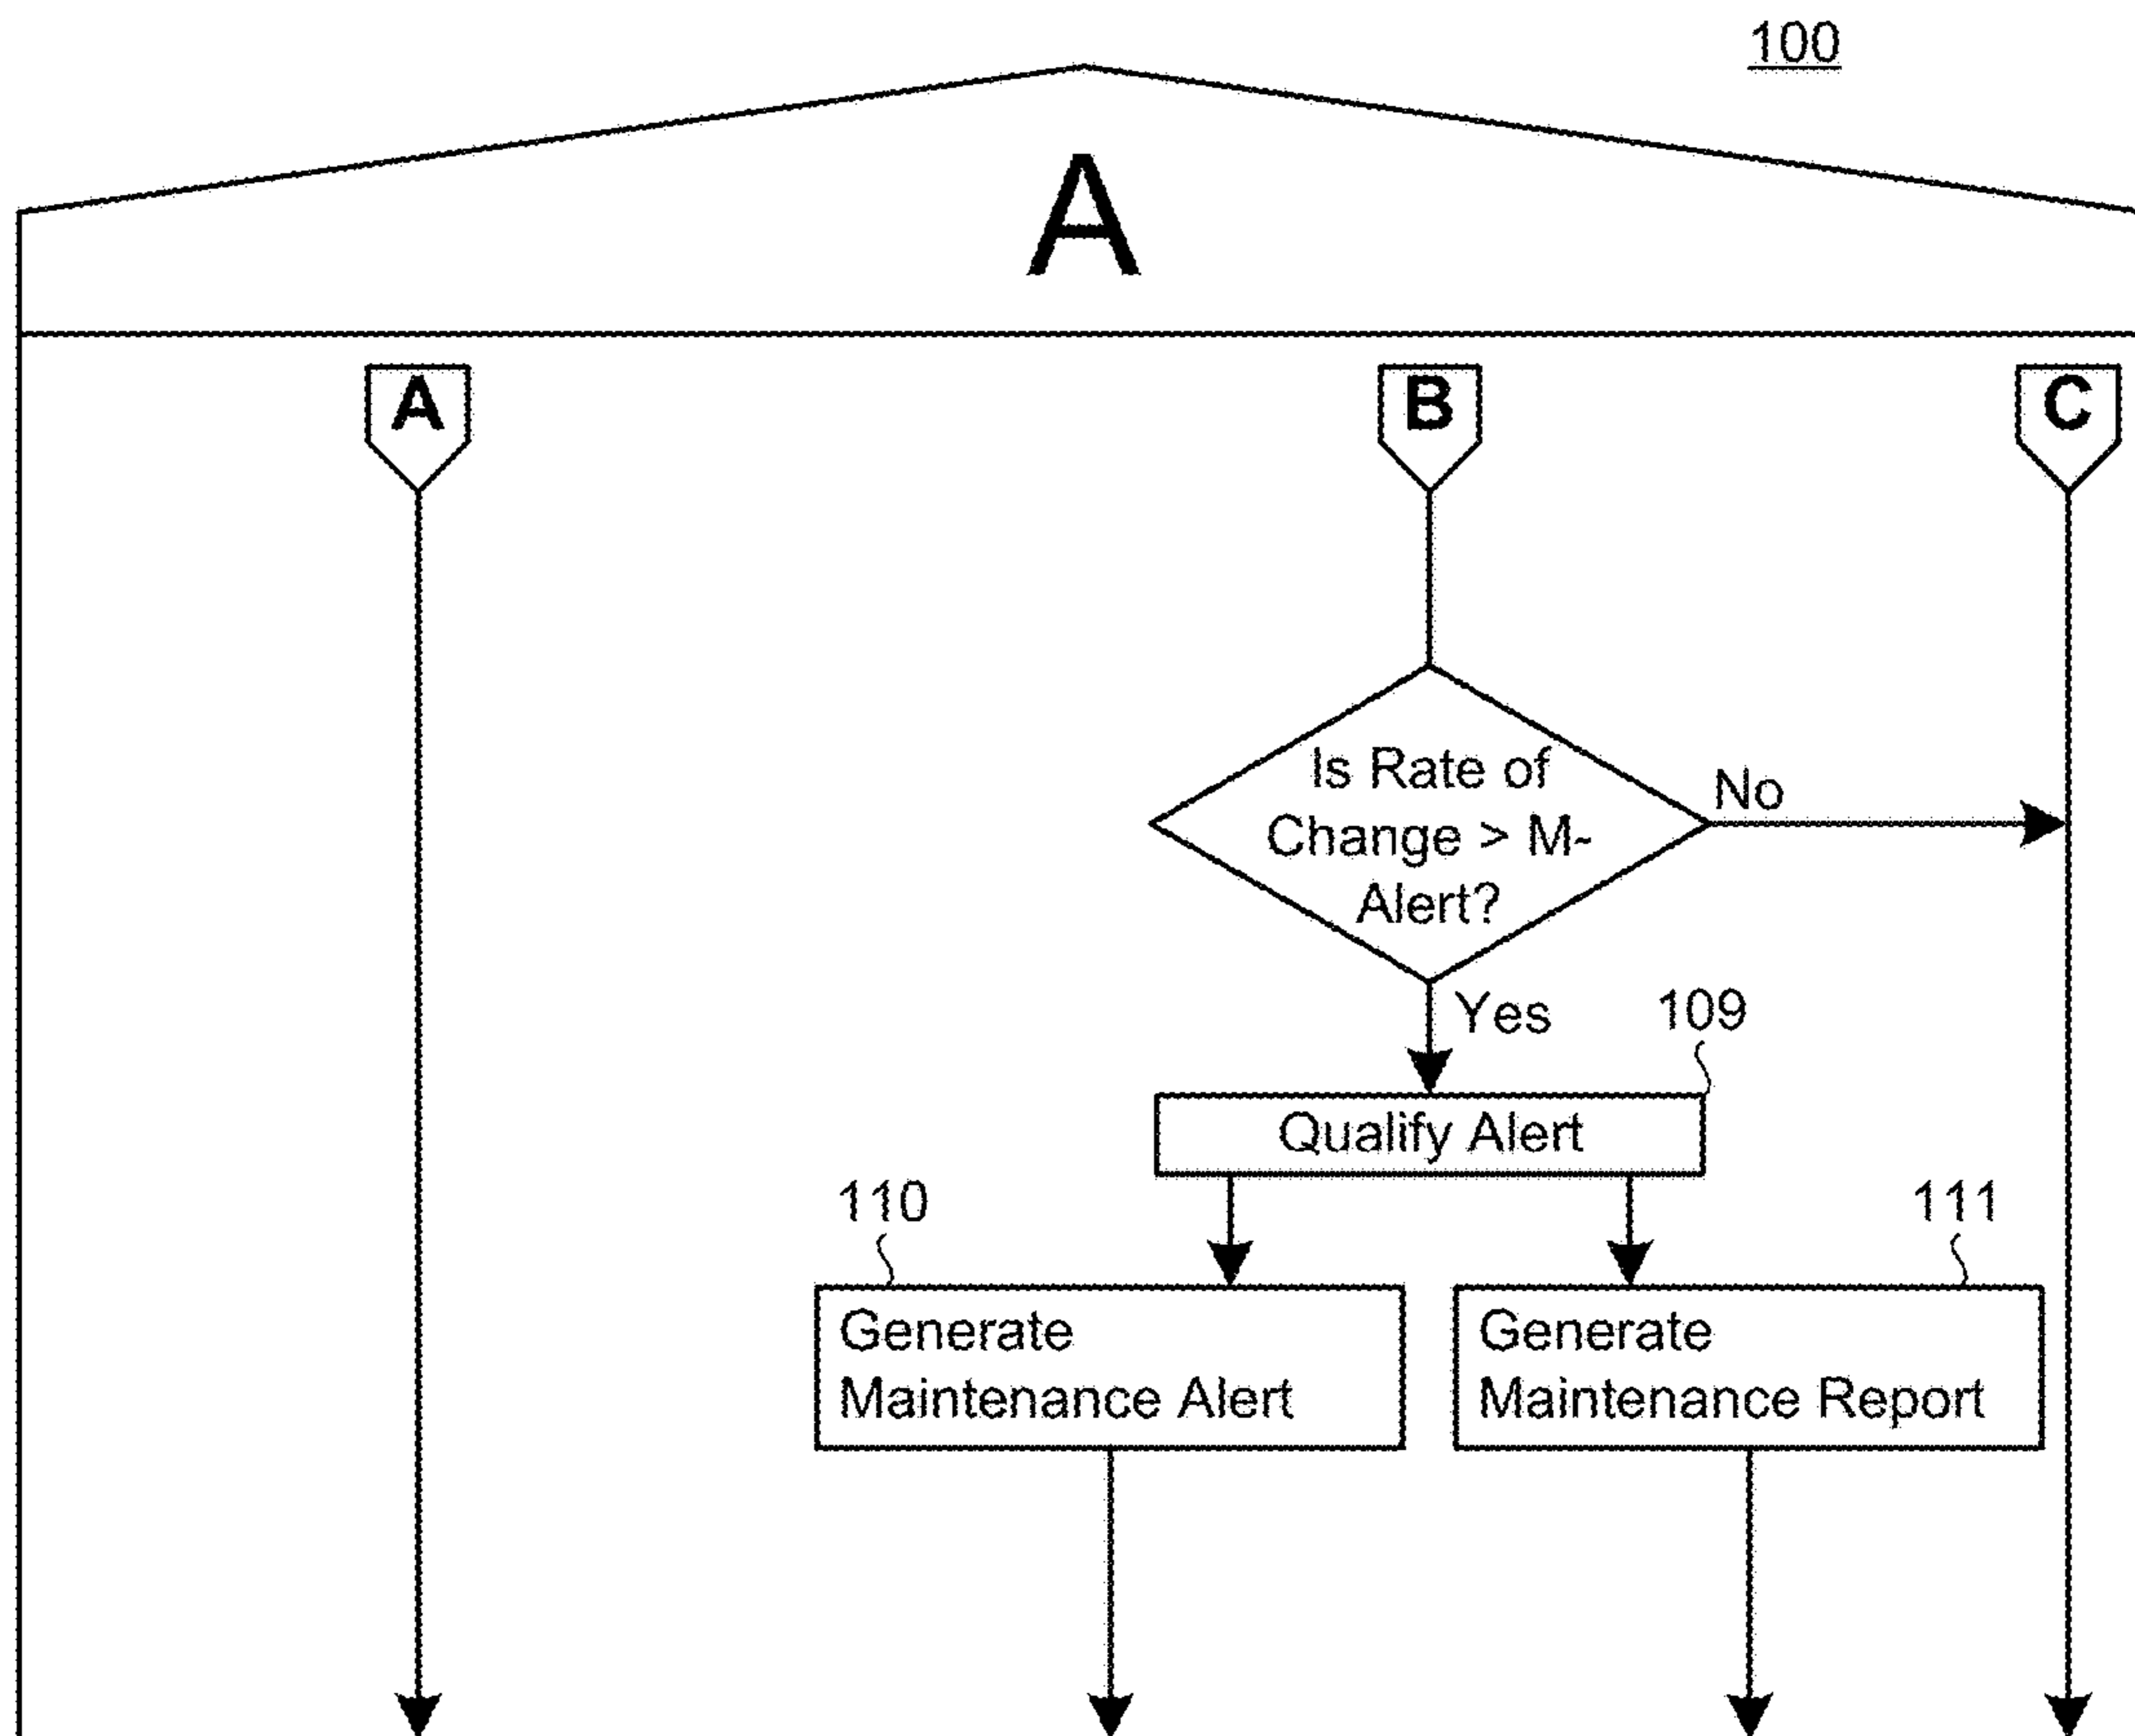 100
A
A
B
C
Is Rate of
Change > M-
Alert?
No
Yes
109
Qualify Alert
110
111
Generate
Maintenance Alert
Generate
Maintenance Report